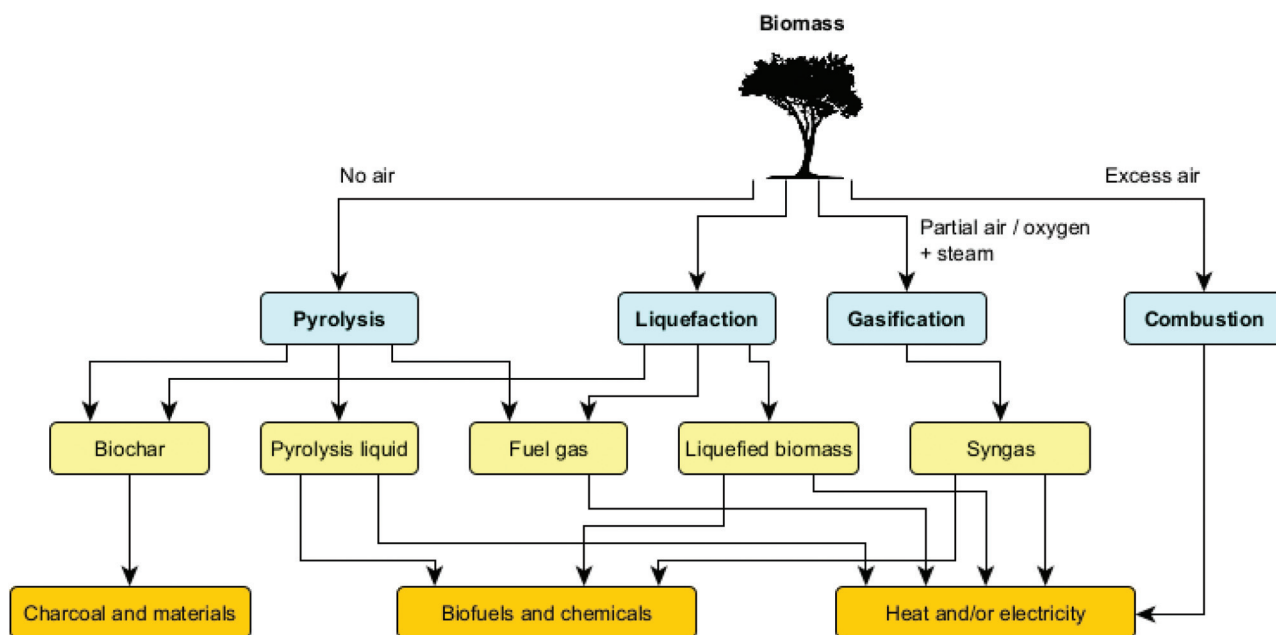 Biomass
No air
Excess air
Partial air / oxygen
+ steam
Pyrolysis
Liquefaction
Gasification
Combustion
Biochar
Pyrolysis liquid
Fuel gas
Liquefied biomass
Syngas
Charcoal and materials
Biofuels and chemicals
Heat and/or electricity